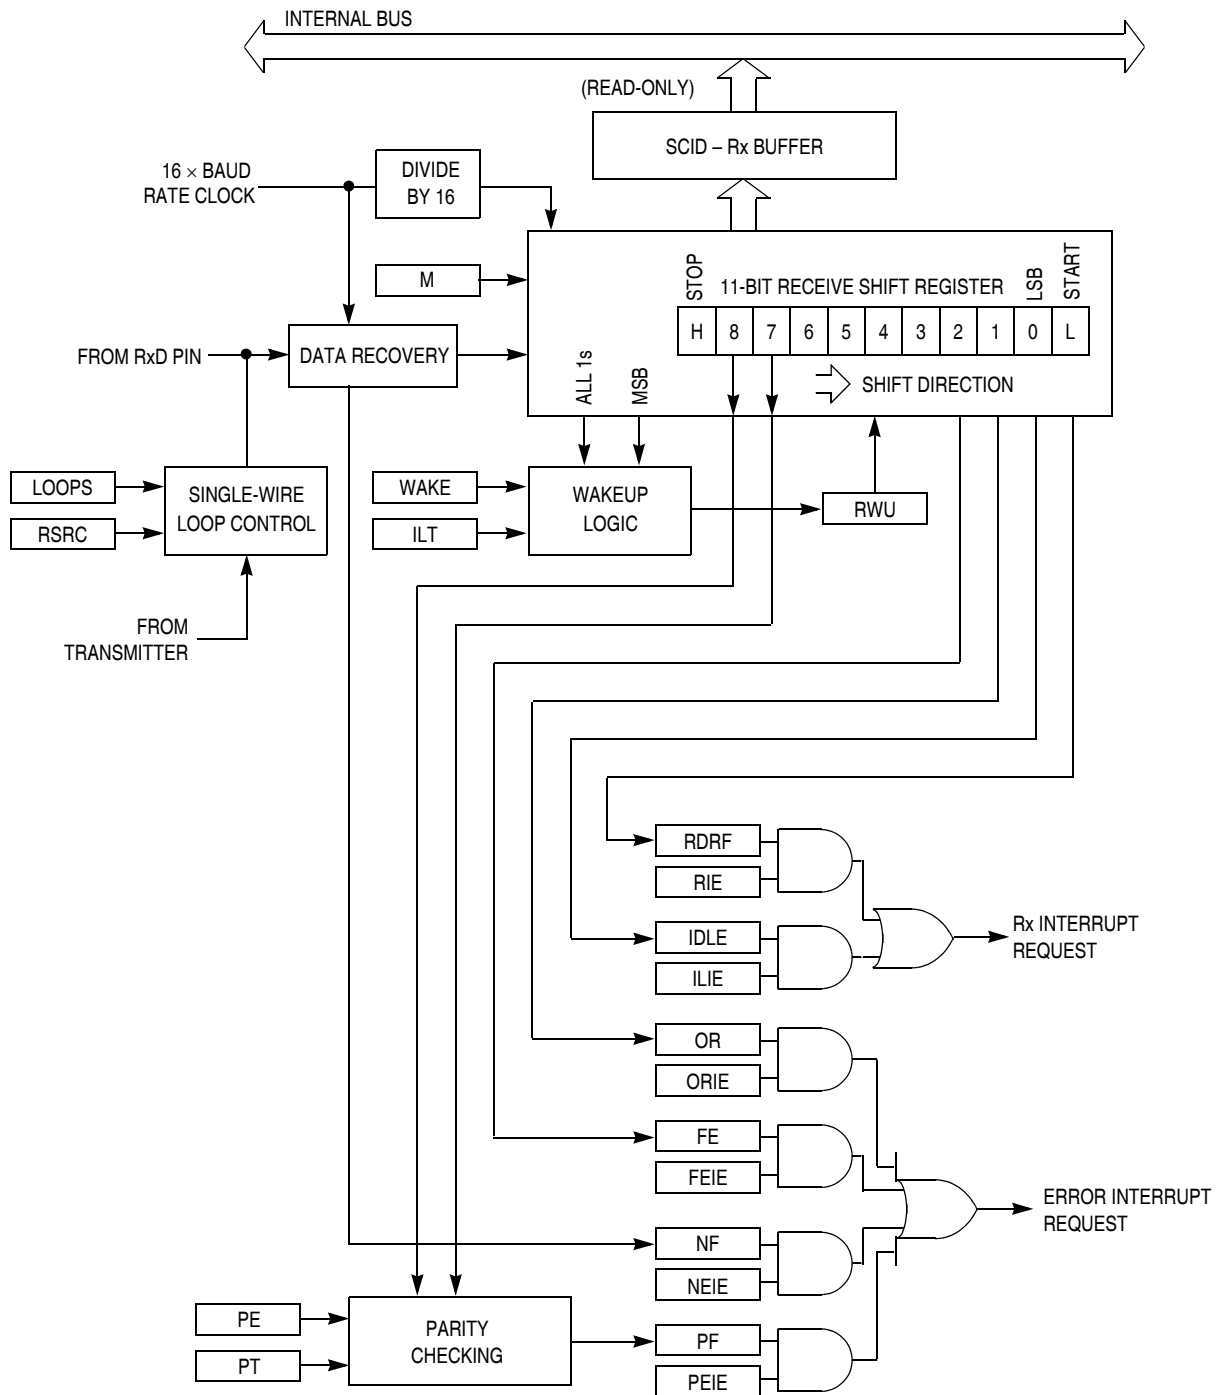 INTERNAL BUS
(READ-ONLY)
SCID – Rx BUFFER
16 × BAUD
RATE CLOCK
DIVIDE
BY 16
M
STOP
11-BIT RECEIVE SHIFT REGISTER
LSB
START
H 8 7 6 5 4 3 2 1 0 L
FROM RxD PIN
DATA RECOVERY
ALL 1s
MSB
SHIFT DIRECTION
LOOPS
RSRC
SINGLE-WIRE
LOOP CONTROL
WAKE
ILT
WAKEUP
LOGIC
RWU
FROM
TRANSMITTER
RDRF
RIE
IDLE
ILIE
Rx INTERRUPT
REQUEST
OR
ORIE
FE
FEIE
ERROR INTERRUPT
REQUEST
NF
NEIE
PE
PT
PARITY
CHECKING
PF
PEIE